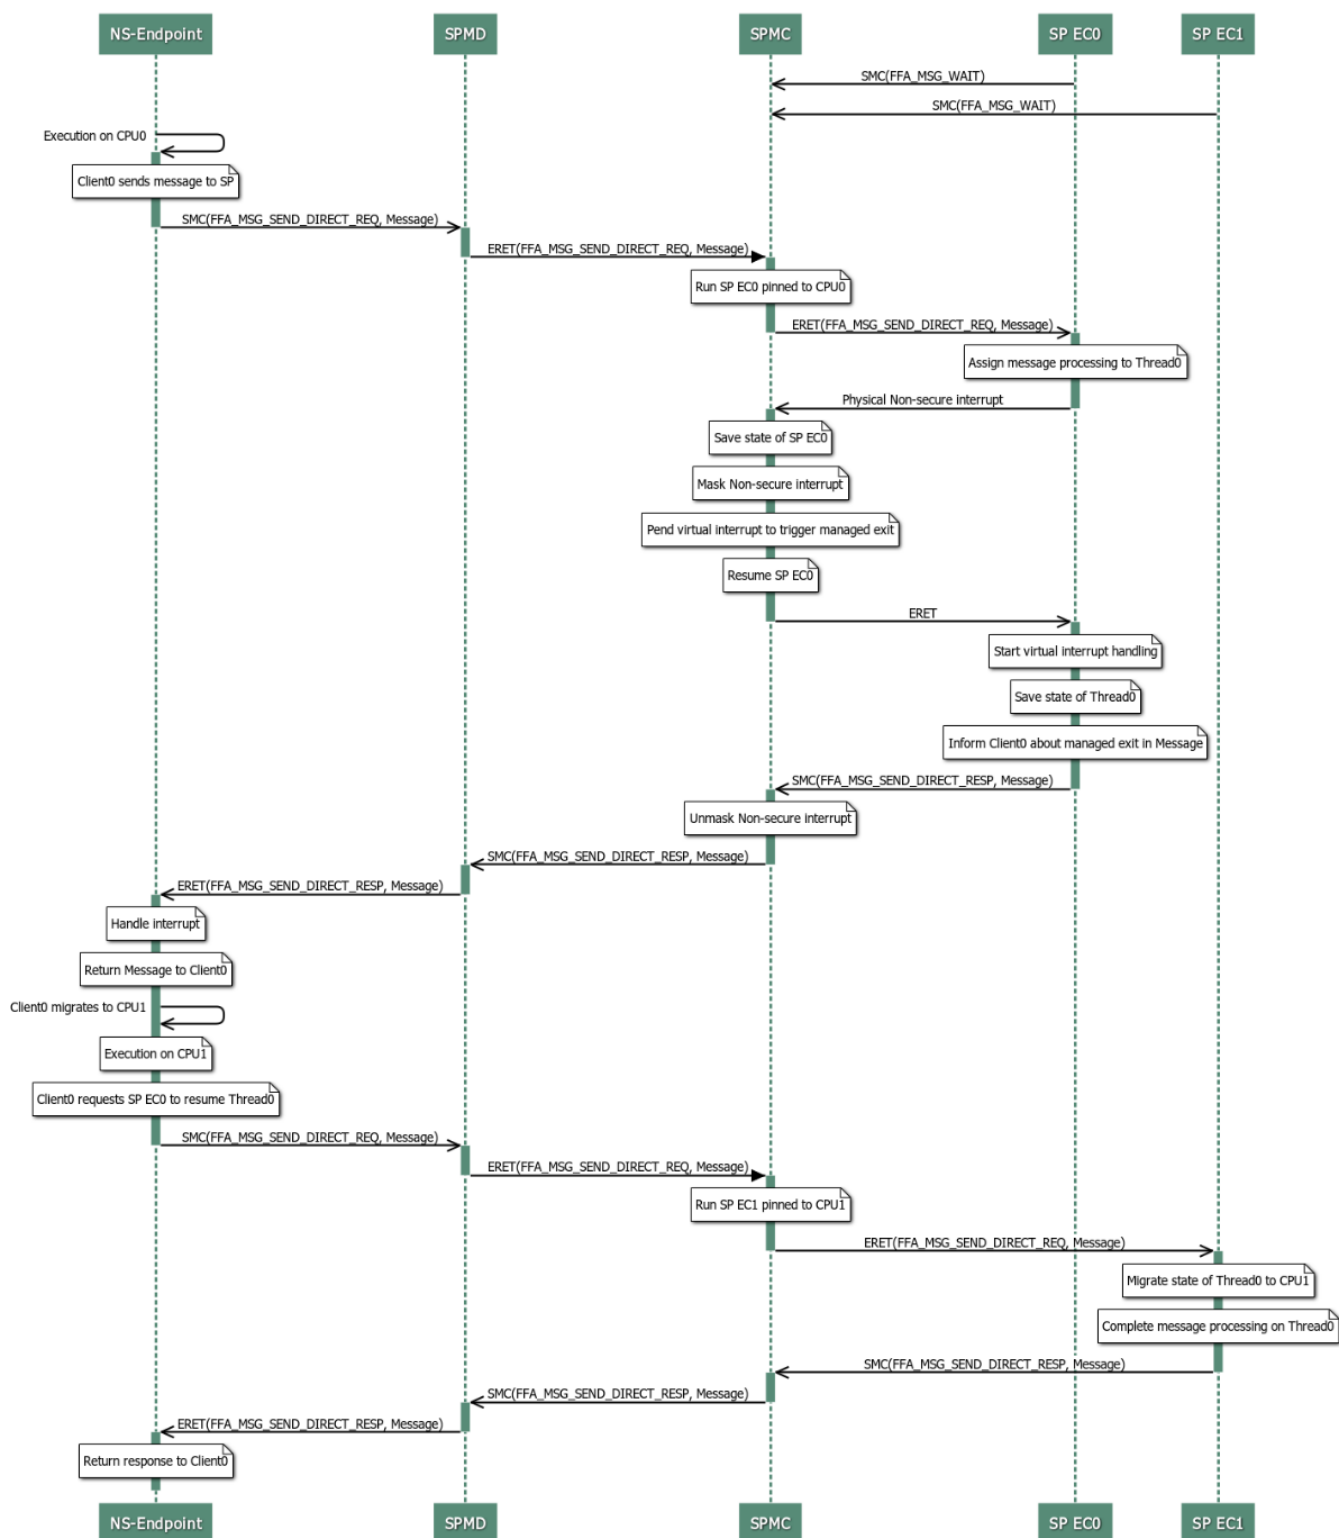 NS-Endpoint SPMD SPMC SP EC0 SP EC1
SMC(FFA_MSG_WAIT)
SMC(FFA_MSG_WAIT)
Execution on CPU0
Client0 sends message to SP
SMC(FFA_MSG_SEND_DIRECT_REQ, Message)
ERET(FFA_MSG_SEND_DIRECT_REQ, Message)
Run SP EC0 pinned to CPU0
ERET(FFA_MSG_SEND_DIRECT_REQ, Message)
Assign message processing to Thread0
Physical Non-secure interrupt
Save state of SP EC0
Mask Non-secure interrupt
Pend virtual interrupt to trigger managed exit
Resume SP EC0
ERET
Start virtual interrupt handling
Save state of Thread0
Inform Client0 about managed exit in Message
SMC(FFA_MSG_SEND_DIRECT_RESP, Message)
Unmask Non-secure interrupt
SMC(FFA_MSG_SEND_DIRECT_RESP, Message)
ERET(FFA_MSG_SEND_DIRECT_RESP, Message)
Handle interrupt
Return Message to Client0
Client0 migrates to CPU1
Execution on CPU1
Client0 requests SP EC0 to resume Thread0
SMC(FFA_MSG_SEND_DIRECT_REQ, Message)
ERET(FFA_MSG_SEND_DIRECT_REQ, Message)
Run SP EC1 pinned to CPU1
ERET(FFA_MSG_SEND_DIRECT_REQ, Message)
Migrate state of Thread0 to CPU1
Complete message processing on Thread0
SMC(FFA_MSG_SEND_DIRECT_RESP, Message)
SMC(FFA_MSG_SEND_DIRECT_RESP, Message)
ERET(FFA_MSG_SEND_DIRECT_RESP, Message)
Return response to Client0
NS-Endpoint SPMD SPMC SP EC0 SP EC1